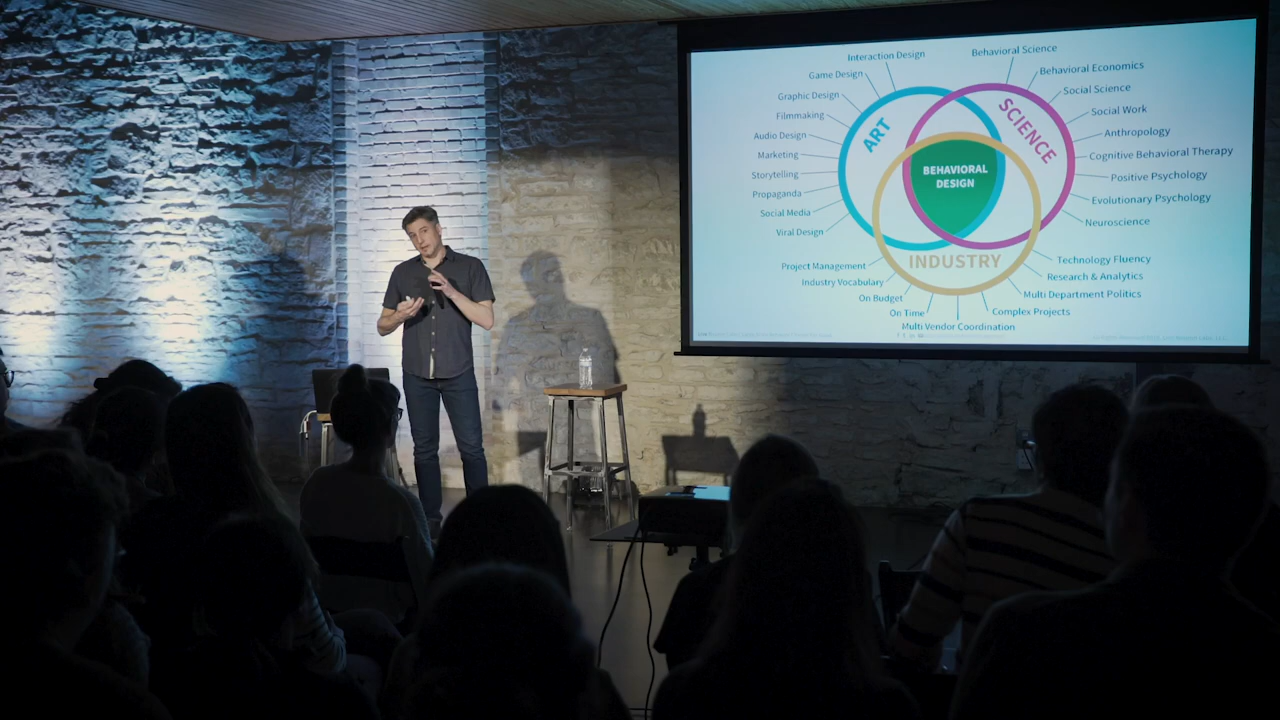 Interaction Design
Game Design
Graphic Design
Filmmaking
Audio Design
Marketing
Storytelling
Propaganda
Social Media
Viral Design
ART
Behavioral Science
Behavioral Economics
Social Science
Social Work
Anthropology
Cognitive Behavioral Therapy
Positive Psychology
Evolutionary Psychology
Neuroscience
SCIENCE
BEHAVIORAL
DESIGN
INDUSTRY
Project Management
Industry Vocabulary
On Budget
On Time
Multi Vendor Coordination
Complex Projects
Multi Department Politics
Research & Analytics
Technology Fluency